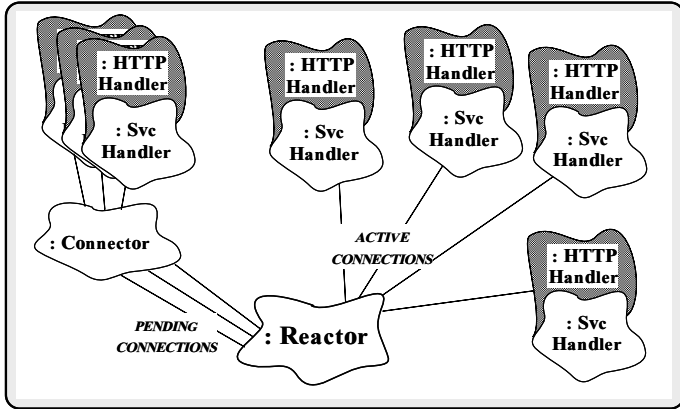 : HTTP
Handler
: Svc
Handler
: HTTP
Handler
: Svc
Handler
: HTTP
Handler
: Svc
Handler
: HTTP
Handler
: Svc
Handler
: Connector
ACTIVE
CONNECTIONS
: HTTP
Handler
: Svc
Handler
PENDING
CONNECTIONS
: Reactor